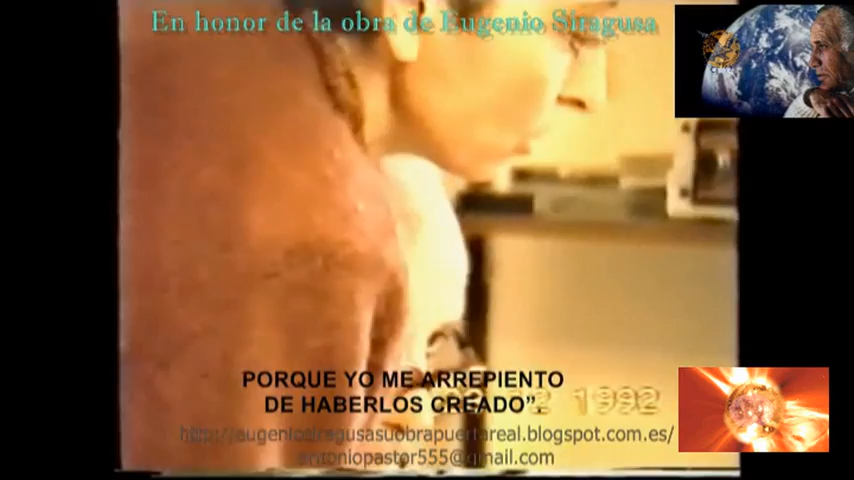 En honor de la obra de Eugenio Siragusa
PORQUE YO ME ARREPIENTO
DE HABERLOS CREADO”.
1992
http://eugeniosiragusasuobrapuertareal.blogspot.com.es/
antoniopastor555@gmail.com